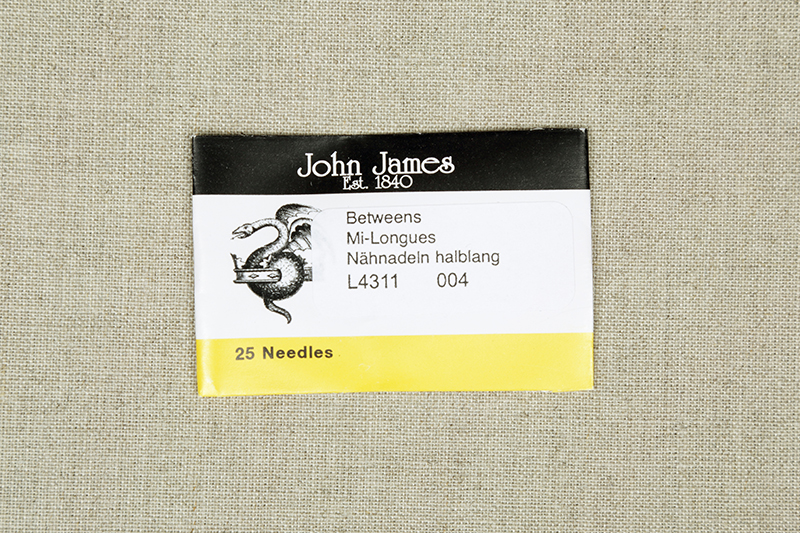 John James
Est. 1840
Betweens
Mi-Longues
Nähnadeln halblang
L4311 004
25 Needles